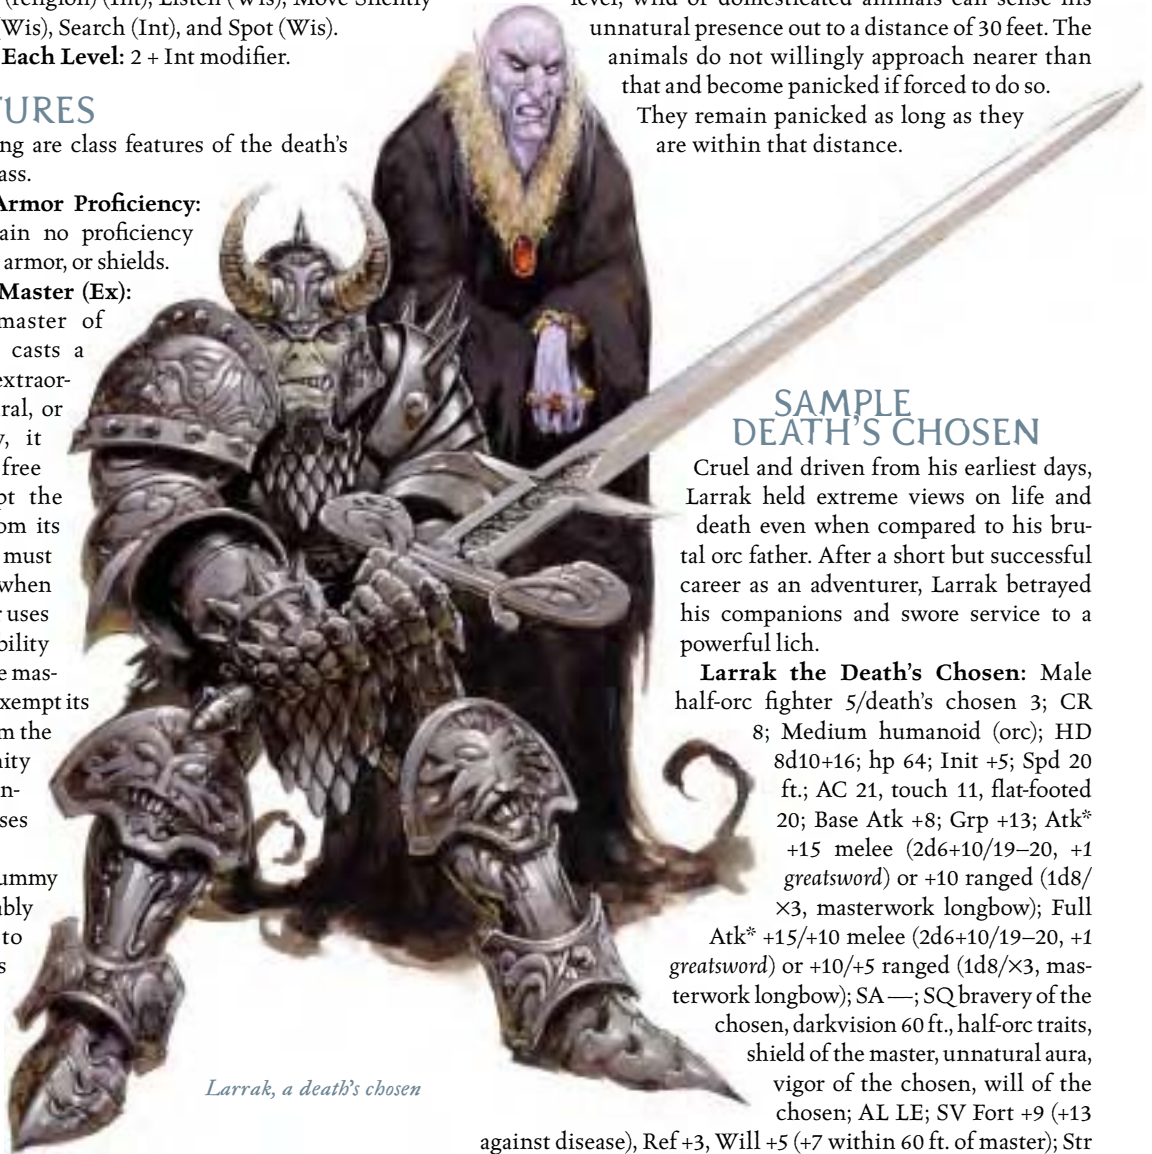 (religion) (Int), Listen (Wis), Move Silently
(Wis), Search (Int), and Spot (Wis).
Each Level: 2 + Int modifier.
TURES
ng are class features of the death's
ass.
Armor Proficiency:
ain no proficiency
armor, or shields.
Master (Ex):
master of
casts a
extraor-
ral, or
y, it
free
pt the
om its
must
when
r uses
bility
e mas-
xempt its
m the
nity
n-
ses
ummy
bly
to
s
level, wild or domesticated animals can sense his
unnatural presence out to a distance of 30 feet. The
animals do not willingly approach nearer than
that and become panicked if forced to do so.
They remain panicked as long as they
are within that distance.
SAMPLE
DEATH'S CHOSEN
Cruel and driven from his earliest days,
Larrak held extreme views on life and
death even when compared to his bru-
tal orc father. After a short but successful
career as an adventurer, Larrak betrayed
his companions and swore service to a
powerful lich.
Larrak the Death's Chosen: Male
half-orc fighter 5/death's chosen 3; CR
8; Medium humanoid (orc); HD
8d10+16; hp 64; Init +5; Spd 20
ft.; AC 21, touch 11, flat-footed
20; Base Atk +8; Grp +13; Atk*
+15 melee (2d6+10/19–20, +1
greatsword) or +10 ranged (1d8/
×3, masterwork longbow); Full
Atk* +15/+10 melee (2d6+10/19–20, +1
greatsword) or +10/+5 ranged (1d8/×3, mas-
terwork longbow); SA —; SQ bravery of the
chosen, darkvision 60 ft., half-orc traits,
shield of the master, unnatural aura,
vigor of the chosen, will of the
chosen; AL LE; SV Fort +9 (+13
against disease), Ref +3, Will +5 (+7 within 60 ft. of master); Str
Larrak, a death's chosen